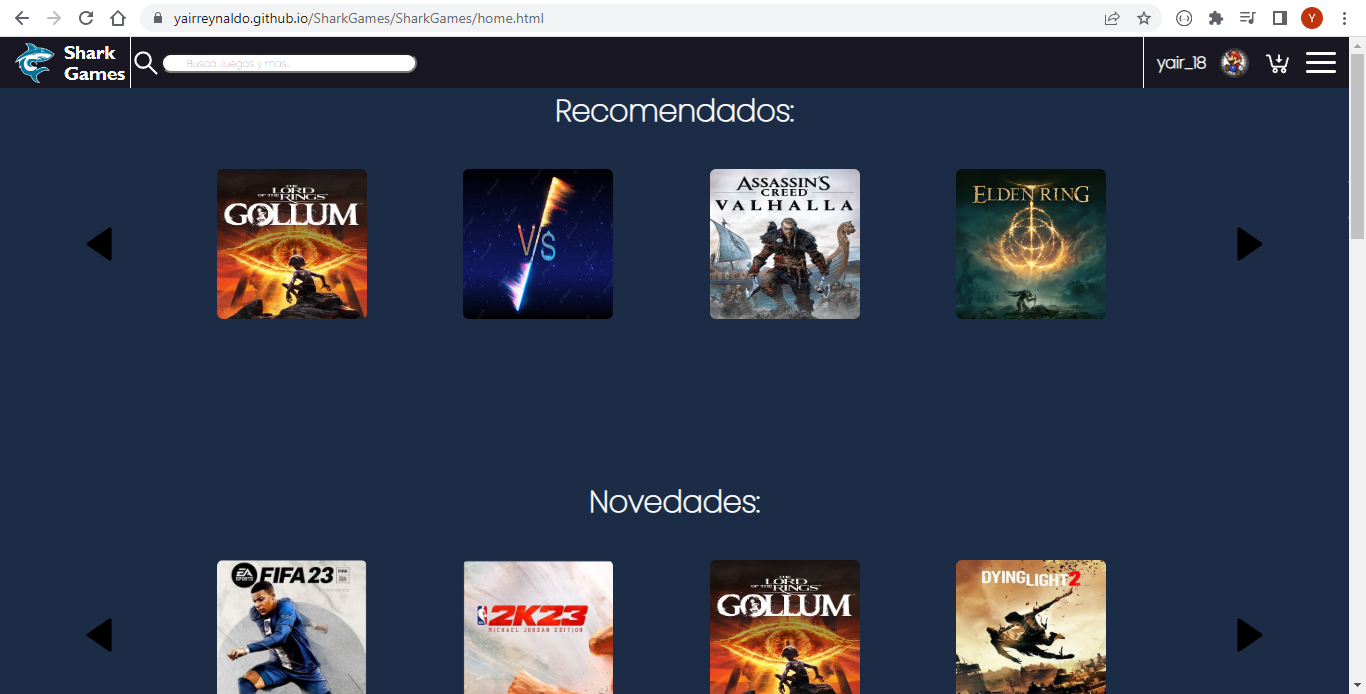 yairreynaldo.github.io/SharkGames/SharkGames/home.html
Y
Shark
Games
Busca Juegos y mas..
yair_18
Recomendados:
THE
LORD
OF THE RINGS
GOLLUM
VS
ASSASSIN'S
CREED
VALHALLA
ELDEN RING
Novedades:
EA
SPORTS
FIFA 23
FIFA
2K23
MICHAEL JORDAN EDITION
THE
LORD
OF THE RINGS
GOLLUM
DYING LIGHT 2